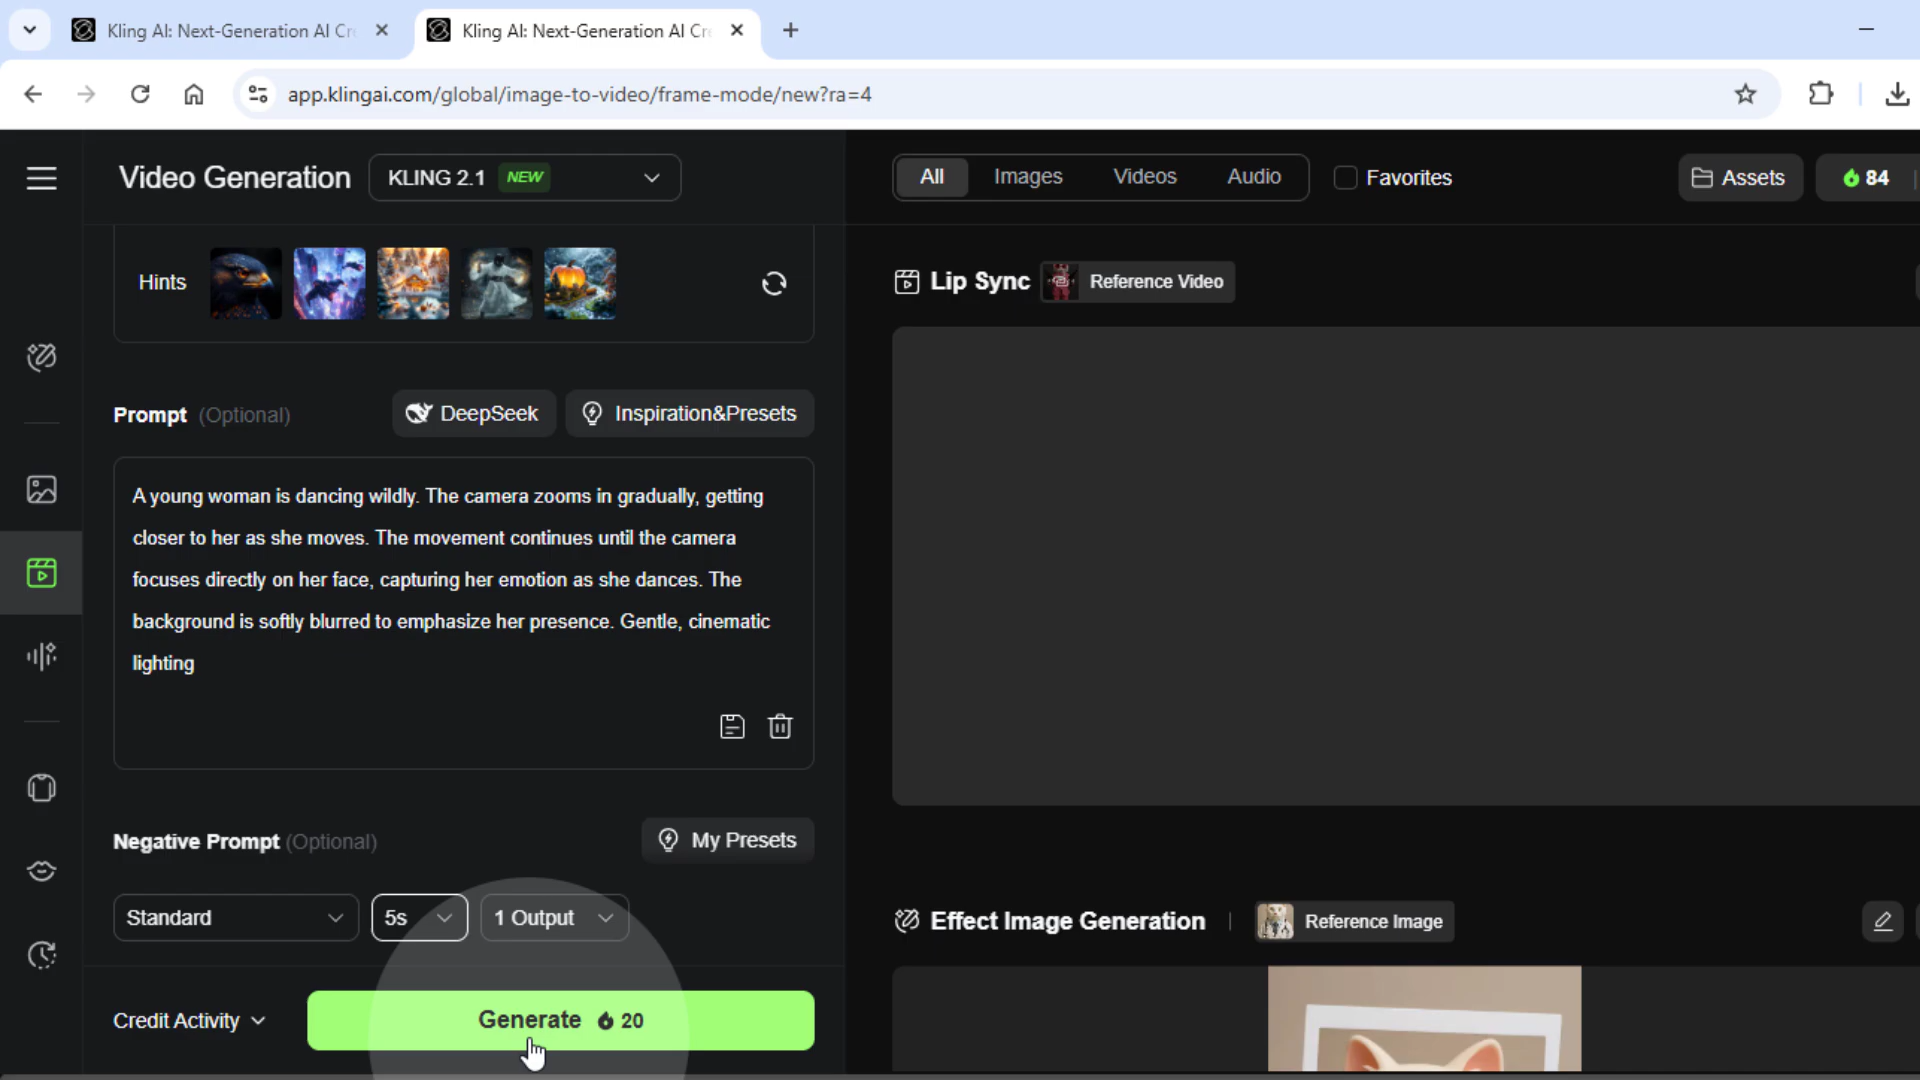 Kling AI: Next-Generation AI Cr
Kling AI: Next-Generation AI Cr
app.klingai.com/global/image-to-video/frame-mode/new?ra=4
Video Generation
KLING 2.1 NEW
All Images Videos Audio
Favorites
Assets
84
Hints
Lip Sync
Reference Video
Prompt (Optional)
DeepSeek
Inspiration&Presets
A young woman is dancing wildly. The camera zooms in gradually, getting
closer to her as she moves. The movement continues until the camera
focuses directly on her face, capturing her emotion as she dances. The
background is softly blurred to emphasize her presence. Gentle, cinematic
lighting
Negative Prompt (Optional)
My Presets
Standard
5s
1 Output
Effect Image Generation
Reference Image
Credit Activity
Generate 20